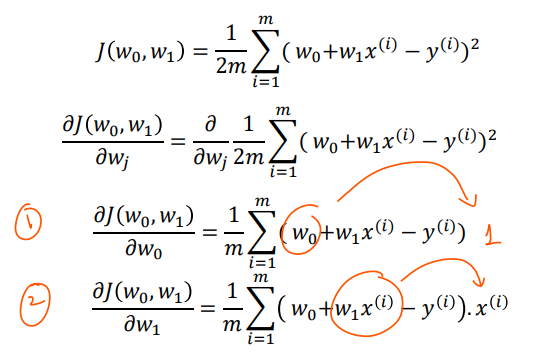 J(w₀, w₁) = 1/2m ∑ᵢ₌₁ᵐ ( w₀+w₁x⁽ⁱ⁾ − y⁽ⁱ⁾)²
∂J(w₀, w₁)/∂wⱼ = ∂/∂wⱼ 1/2m ∑ᵢ₌₁ᵐ ( w₀+w₁x⁽ⁱ⁾ − y⁽ⁱ⁾)²
① ∂J(w₀, w₁)/∂w₀ = 1/m ∑ᵢ₌₁ᵐ ( w₀+w₁x⁽ⁱ⁾ − y⁽ⁱ⁾) 1
② ∂J(w₀, w₁)/∂w₁ = 1/m ∑ᵢ₌₁ᵐ ( w₀+w₁x⁽ⁱ⁾ − y⁽ⁱ⁾). x⁽ⁱ⁾